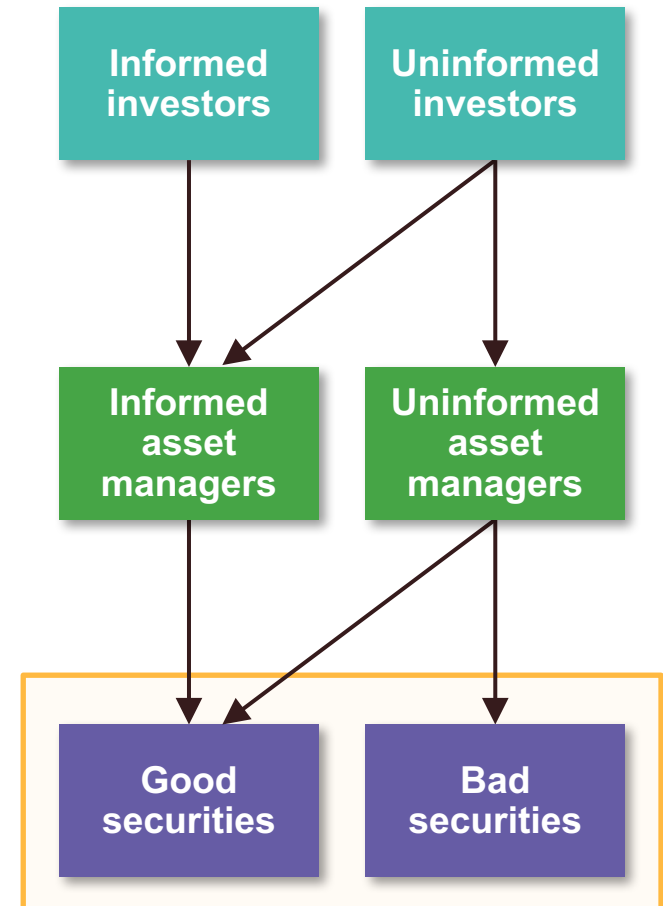 Informed
investors
Uninformed
investors
Informed
asset
managers
Uninformed
asset
managers
Good
securities
Bad
securities